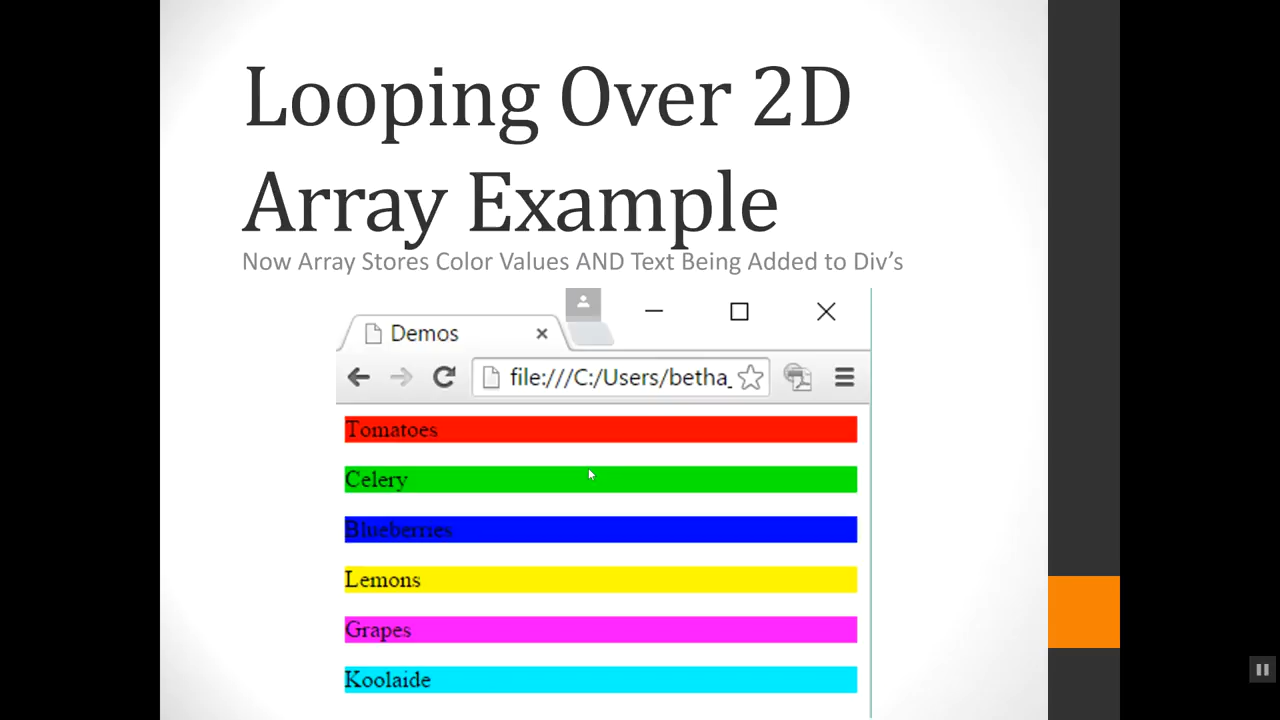 Looping Over 2D
Array Example
Now Array Stores Color Values AND Text Being Added to Div’s
Demos
file:///C:/Users/betha_
Tomatoes
Celery
Blueberries
Lemons
Grapes
Koolaide